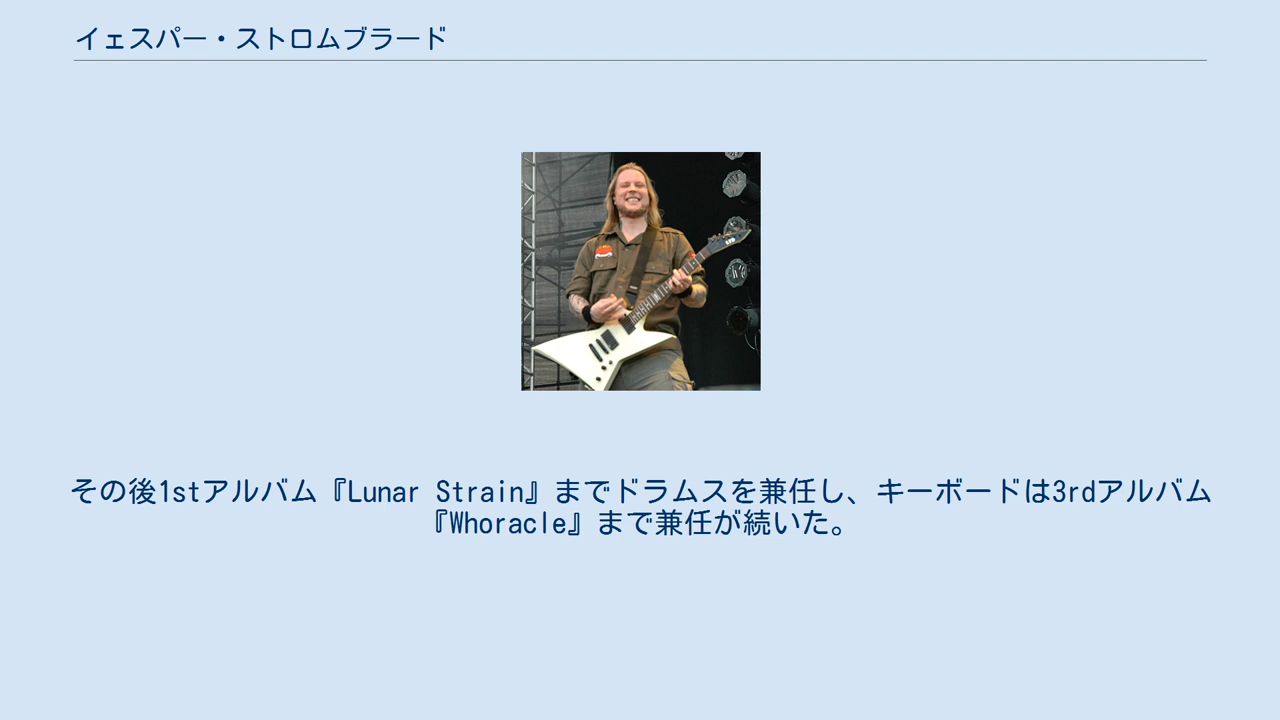 イェスパー・ストロムブラード
その後1stアルバム『Lunar Strain』までドラムスを兼任し、キーボードは3rdアルバム
『Whoracle』まで兼任が続いた。